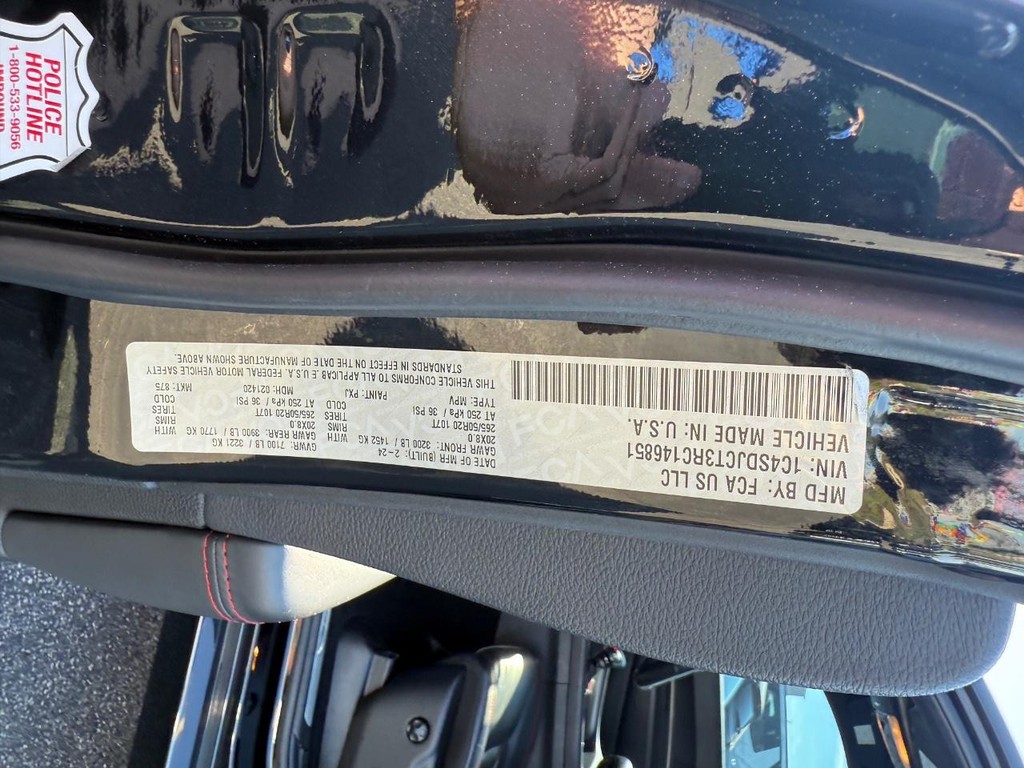 POLICE
HOTLINE
1-800-533-9056
IMPOUND
MFD BY: FCA US LLC
VIN: 1C4SDJCT3RC146851
VEHICLE MADE IN: U.S.A.
DATE OF MFR (BUILT): 2-24
GAWR FRONT: 3200 LB / 1452 KG WITH
20X8.0 RIMS
265/50R20 107T TIRES
AT 250 kPa / 36 PSI COLD
TYPE: MPV PAINT: PXJ
GVWR: 7100 LB / 3221 KG
GAWR REAR: 3900 LB / 1770 KG WITH
20X8.0 RIMS
265/50R20 107T TIRES
AT 250 kPa / 36 PSI COLD
MDH: 021420 MKT: 875
THIS VEHICLE CONFORMS TO ALL APPLICABLE U.S.A. FEDERAL MOTOR VEHICLE SAFETY
STANDARDS IN EFFECT ON THE DATE OF MANUFACTURE SHOWN ABOVE.